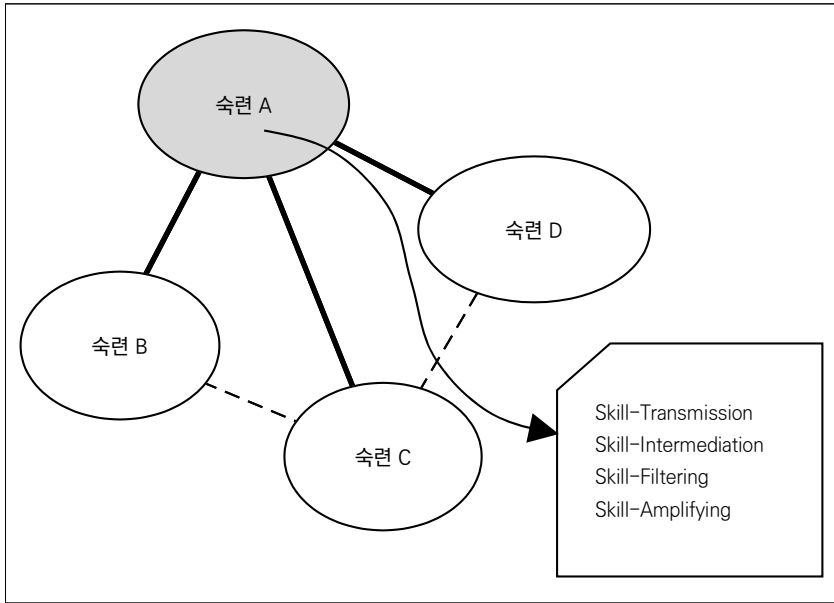 숙련 A
숙련 D
숙련 B
숙련 C
Skill-Transmission
Skill-Intermediation
Skill-Filtering
Skill-Amplifying